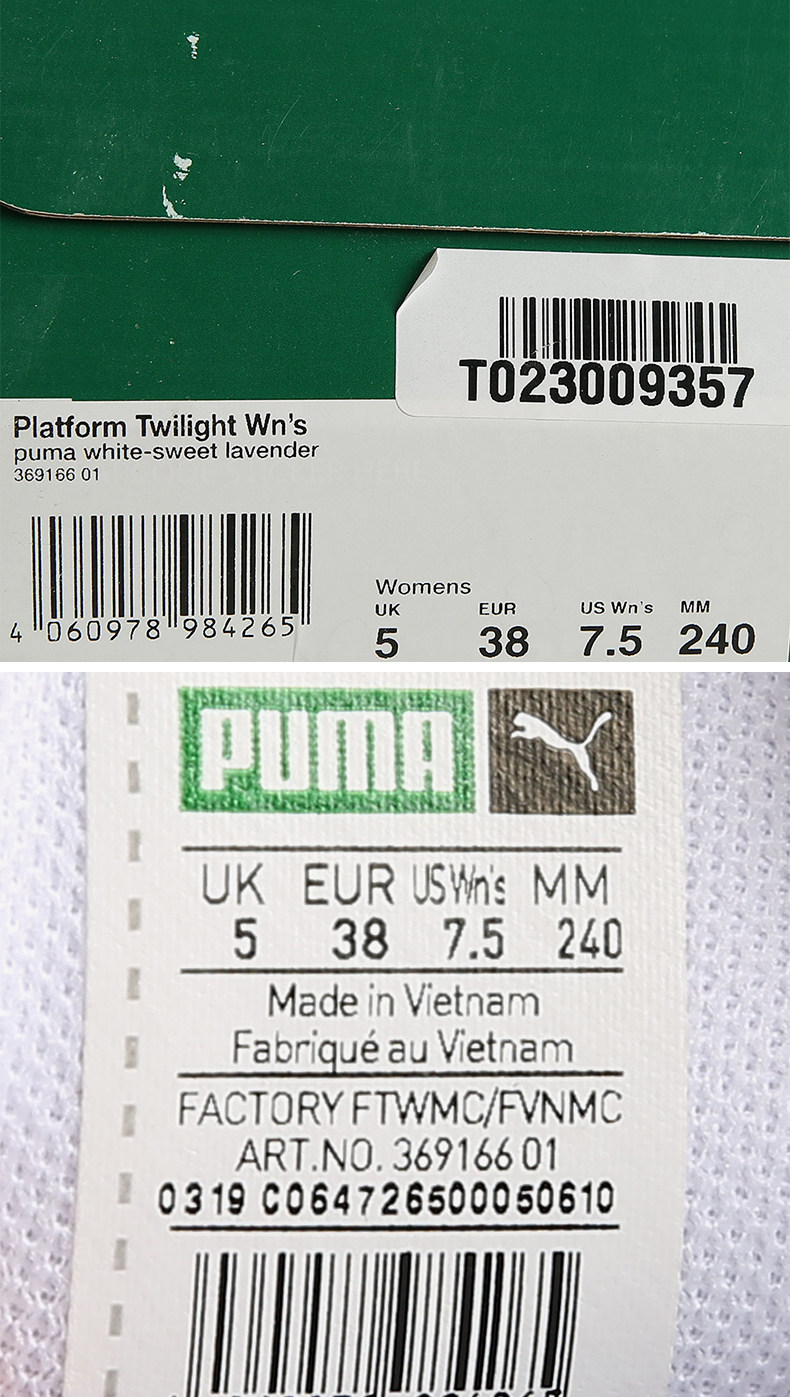 T023009357
Platform Twilight Wn's
puma white-sweet lavender
369166 01
4 060978 984265
Womens
UK EUR US Wn's MM
5 38 7.5 240
PUMA
UK EUR US Wn's MM
5 38 7.5 240
Made in Vietnam
Fabriqué au Vietnam
FACTORY FTWMC/FVNMC
ART.NO. 369166 01
0319 C064726500050610